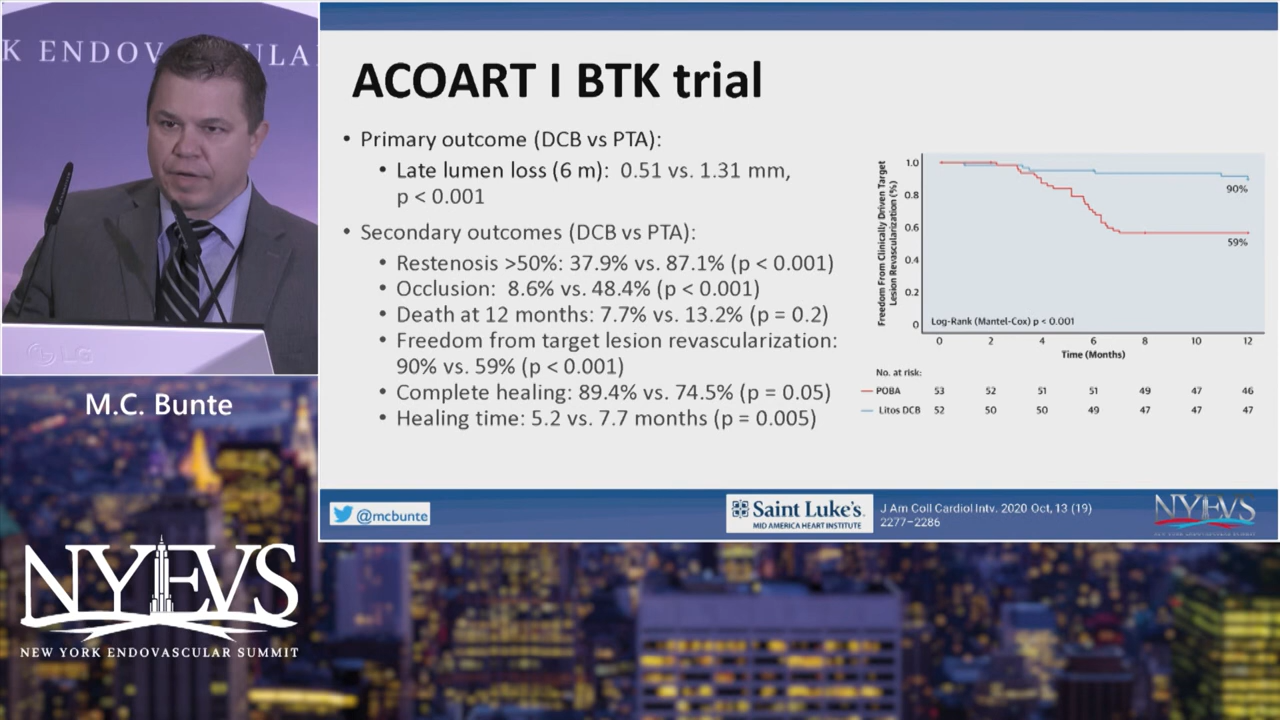 K ENDOV ULA
LG
M.C. Bunte
NYEVS
NEW YORK ENDOVASCULAR SUMMIT
ACOART I BTK trial
• Primary outcome (DCB vs PTA):
• Late lumen loss (6 m): 0.51 vs. 1.31 mm,
p < 0.001
• Secondary outcomes (DCB vs PTA):
• Restenosis >50%: 37.9% vs. 87.1% (p < 0.001)
• Occlusion: 8.6% vs. 48.4% (p < 0.001)
• Death at 12 months: 7.7% vs. 13.2% (p = 0.2)
• Freedom from target lesion revascularization:
90% vs. 59% (p < 0.001)
• Complete healing: 89.4% vs. 74.5% (p = 0.05)
• Healing time: 5.2 vs. 7.7 months (p = 0.005)
Freedom From Clinically Driven Target
Lesion Revascularization (%)
1.0
0.8
0.6
0.4
0.2
0
90%
59%
Log-Rank (Mantel-Cox) p < 0.001
0 2 4 6 8 10 12
Time (Months)
No. at risk:
POBA 53 52 51 51 49 47 46
Litos DCB 52 50 50 49 47 47 47
@mcbunte
Saint Luke's
MID AMERICA HEART INSTITUTE
J Am Coll Cardiol Intv. 2020 Oct, 13 (19)
2277–2286
NYEVS